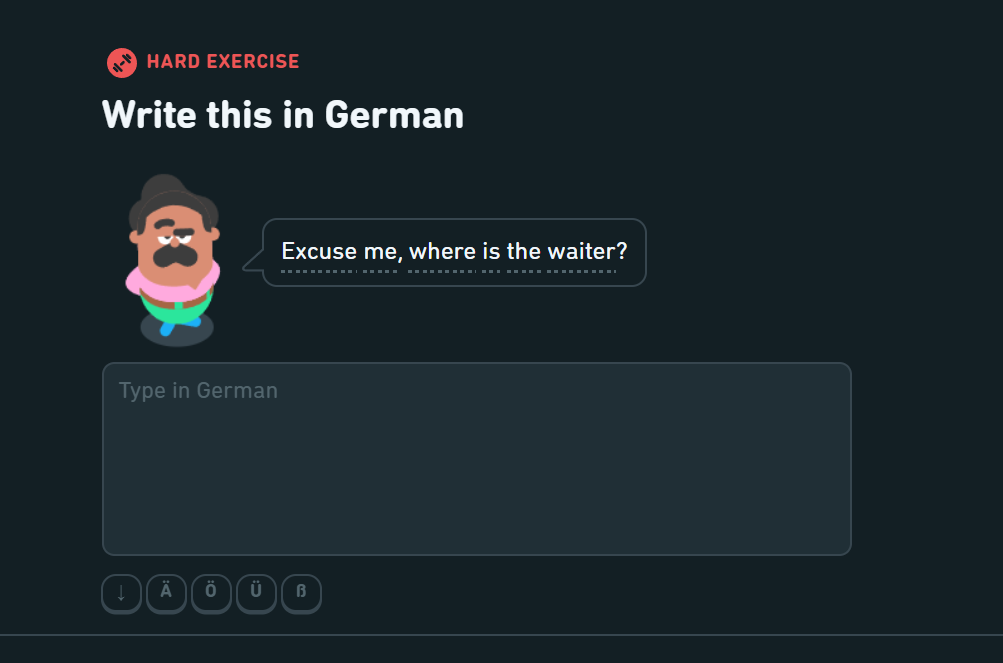 HARD EXERCISE
Write this in German
Excuse me, where is the waiter?
Type in German
↓ Ä Ö Ü ß